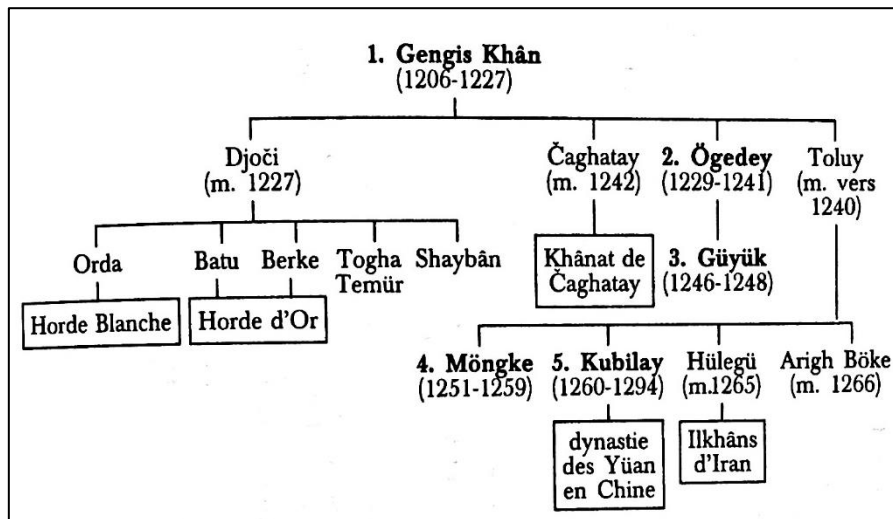 1. Gengis Khân
(1206-1227)
Djoči
(m. 1227)
Čaghatay
(m. 1242)
2. Ögedey
(1229-1241)
Toluy
(m. vers
1240)
Orda
Batu
Berke
Togha
Temür
Shaybân
Khânat de
Čaghatay
3. Güyük
(1246-1248)
Horde Blanche
Horde d'Or
4. Möngke
(1251-1259)
5. Kubilay
(1260-1294)
Hülegü
(m.1265)
Arigh Böke
(m. 1266)
dynastie
des Yüan
en Chine
Ilkhâns
d'Iran